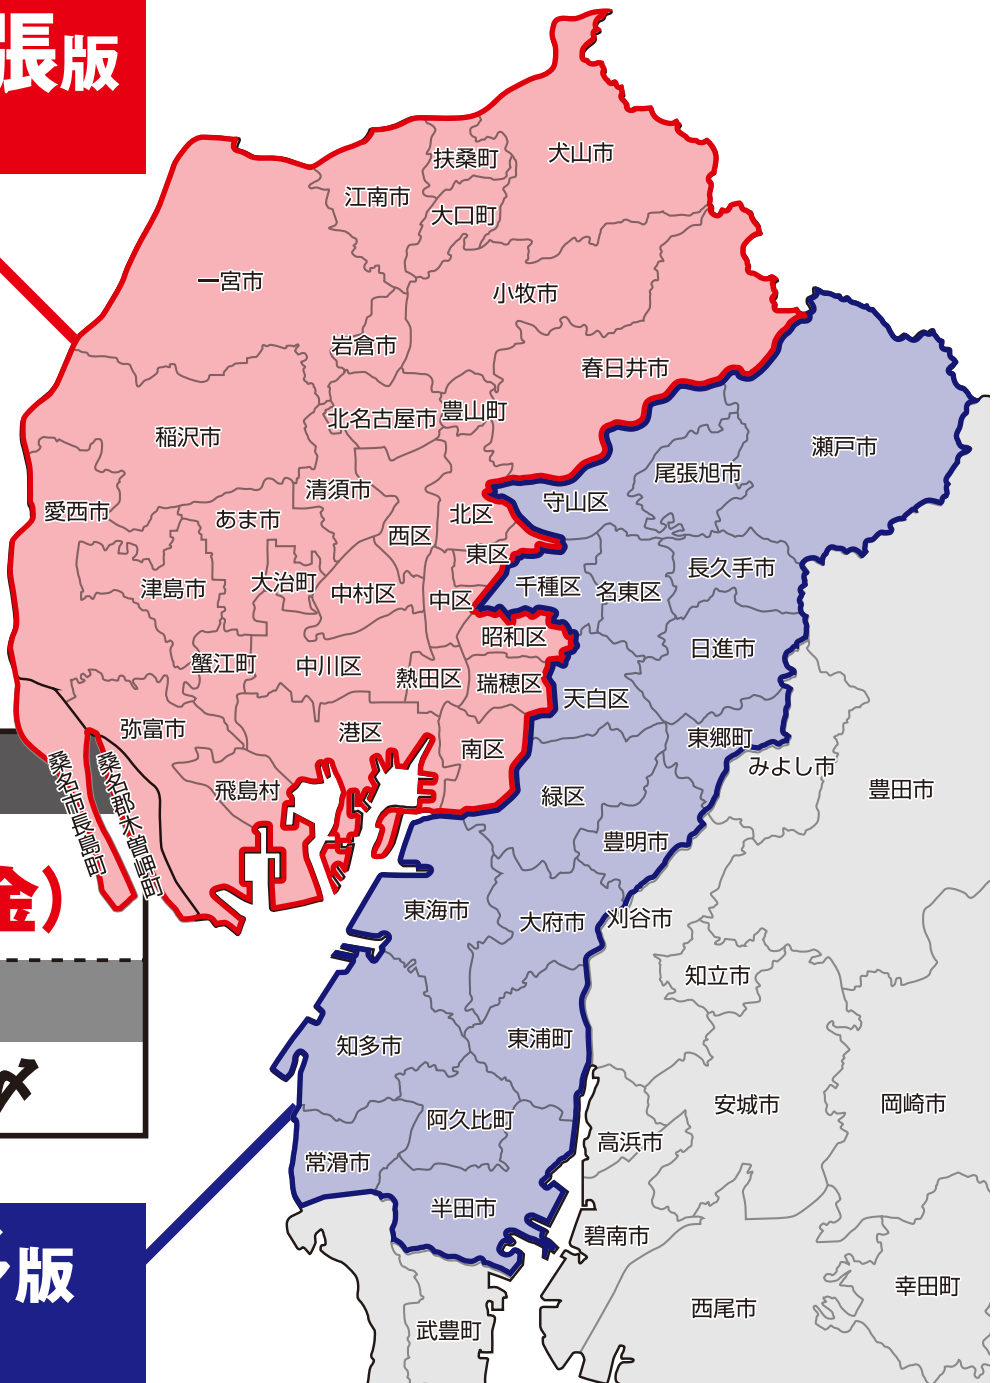 張版
犬山市
扶桑町
江南市
大口町
一宮市
小牧市
岩倉市
春日井市
北名古屋市
豊山町
稲沢市
瀬戸市
尾張旭市
清須市
守山区
愛西市
あま市
北区
西区
東区
長久手市
津島市
大治町
中村区
中区
千種区
名東区
昭和区
日進市
蟹江町
中川区
熱田区
瑞穂区
天白区
弥富市
港区
南区
東郷町
みよし市
桑名市長島町
桑名郡木曽岬町
飛島村
緑区
豊田市
豊明市
金）
東海市
大府市
刈谷市
知立市
知多市
東浦町
〆
阿久比町
安城市
岡崎市
高浜市
常滑市
半田市
碧南市
版
武豊町
西尾市
幸田町